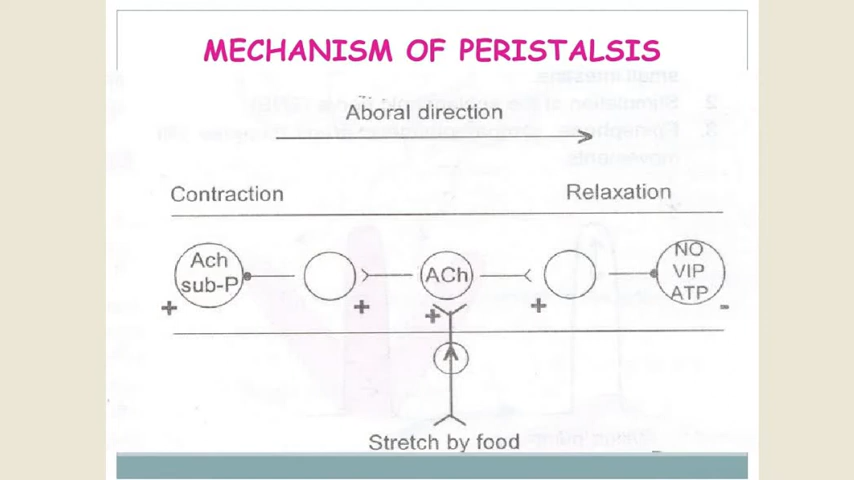 MECHANISM OF PERISTALSIS
Aboral direction
Contraction
Relaxation
Ach
sub-P
ACh
NO
VIP
ATP
+
+
+
+
-
Stretch by food